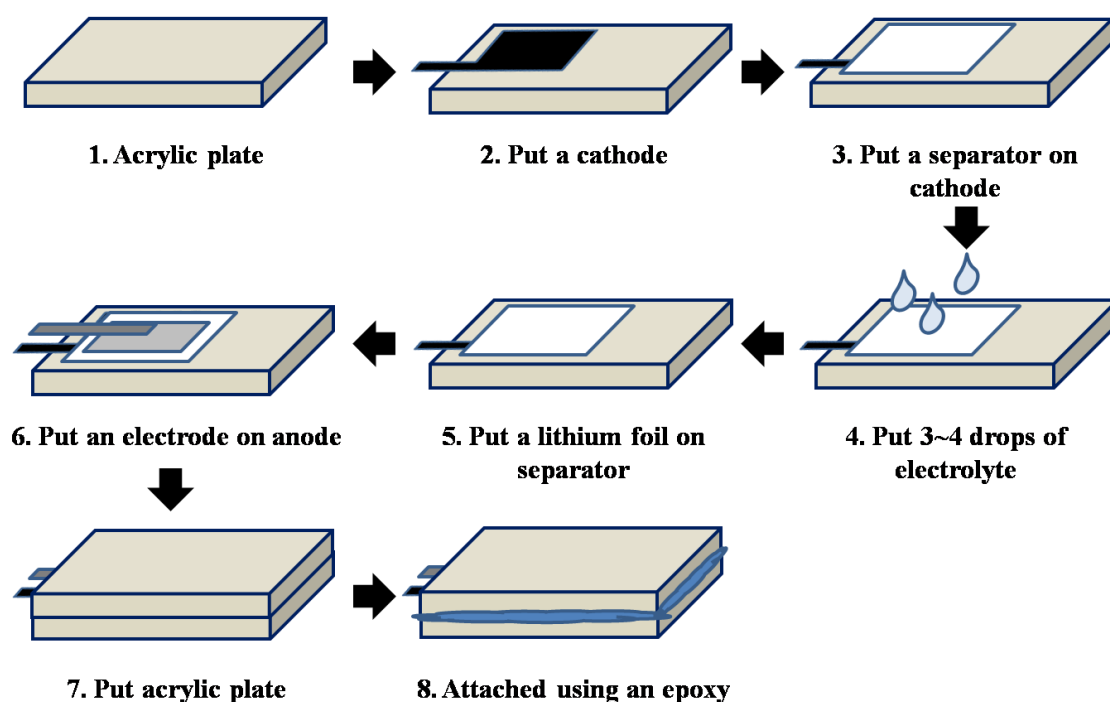 1. Acrylic plate
2. Put a cathode
3. Put a separator on
cathode
4. Put 3~4 drops of
electrolyte
5. Put a lithium foil on
separator
6. Put an electrode on anode
7. Put acrylic plate
8. Attached using an epoxy